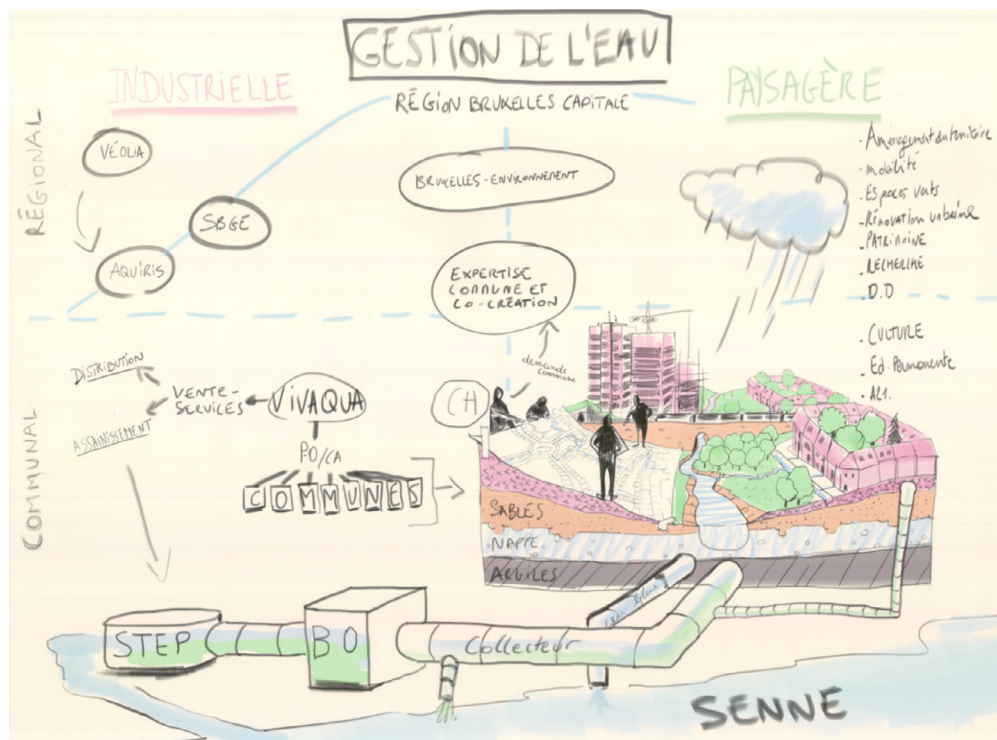 GESTION DE L'EAU
INDUSTRIELLE
PAYSAGÈRE
RÉGION BRUXELLES CAPITALE
RÉGIONAL
VÉOLIA
SBGE
AQUIRIS
BRUXELLES-ENVIRONNEMENT
EXPERTISE
COMMUNE ET
CO-CRÉATION
Aménagement du territoire
. mobilité
. Espaces verts
. Rénovation urbaine
. PATRIMOINE
. RECHERCHE
. D.D
. CULTURE
. Ed. Permanente
COMMUNAL
DISTRIBUTION
ASSAINISSEMENT
VENTE-
SERVICES
VIVAQUA
PO/CA
COMMUNES
demande
commune
CH
SABLES
NAPPE
ARGILES
STEP
B.O
Collecteur
SENNE